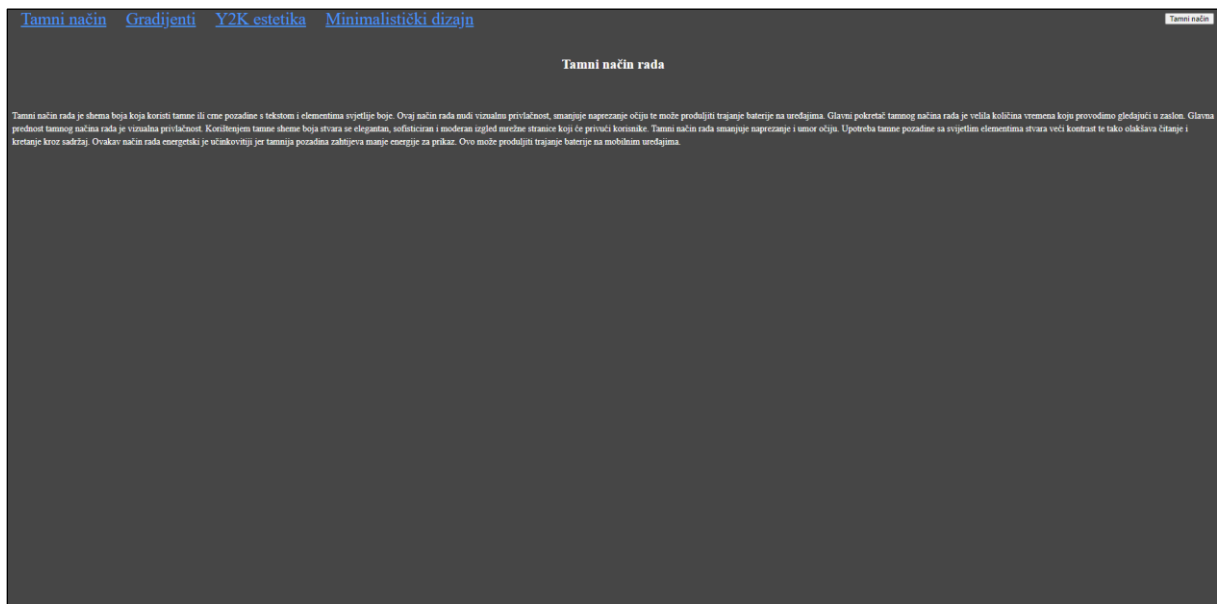 Tamni način Gradijenti Y2K estetika Minimalistički dizajn Tamni način
Tamni način rada
Tamni način rada je shema boja koja koristi tamne ili crne pozadine s tekstom i elementima svjetlije boje. Ovaj način rada nudi vizualnu privlačnost, smanjuje naprezanje očiju te može produljiti trajanje baterije na uređajima. Glavni pokretač tamnog načina rada je velila količina vremena koju provodimo gledajući u zaslon. Glavna
prednost tamnog načina rada je vizualna privlačnost. Korištenjem tamne sheme boja stvara se elegantan, sofisticiran i moderan izgled mrežne stranice koji će privući korisnike. Tamni način rada smanjuje naprezanje i umor očiju. Upotreba tamne pozadine sa svijetlim elementima stvara veći kontrast te tako olakšava čitanje i
kretanje kroz sadržaj. Ovakav način rada energetski je učinkovitiji jer tamnija pozadina zahtijeva manje energije za prikaz. Ovo može produljiti trajanje baterije na mobilnim uređajima.